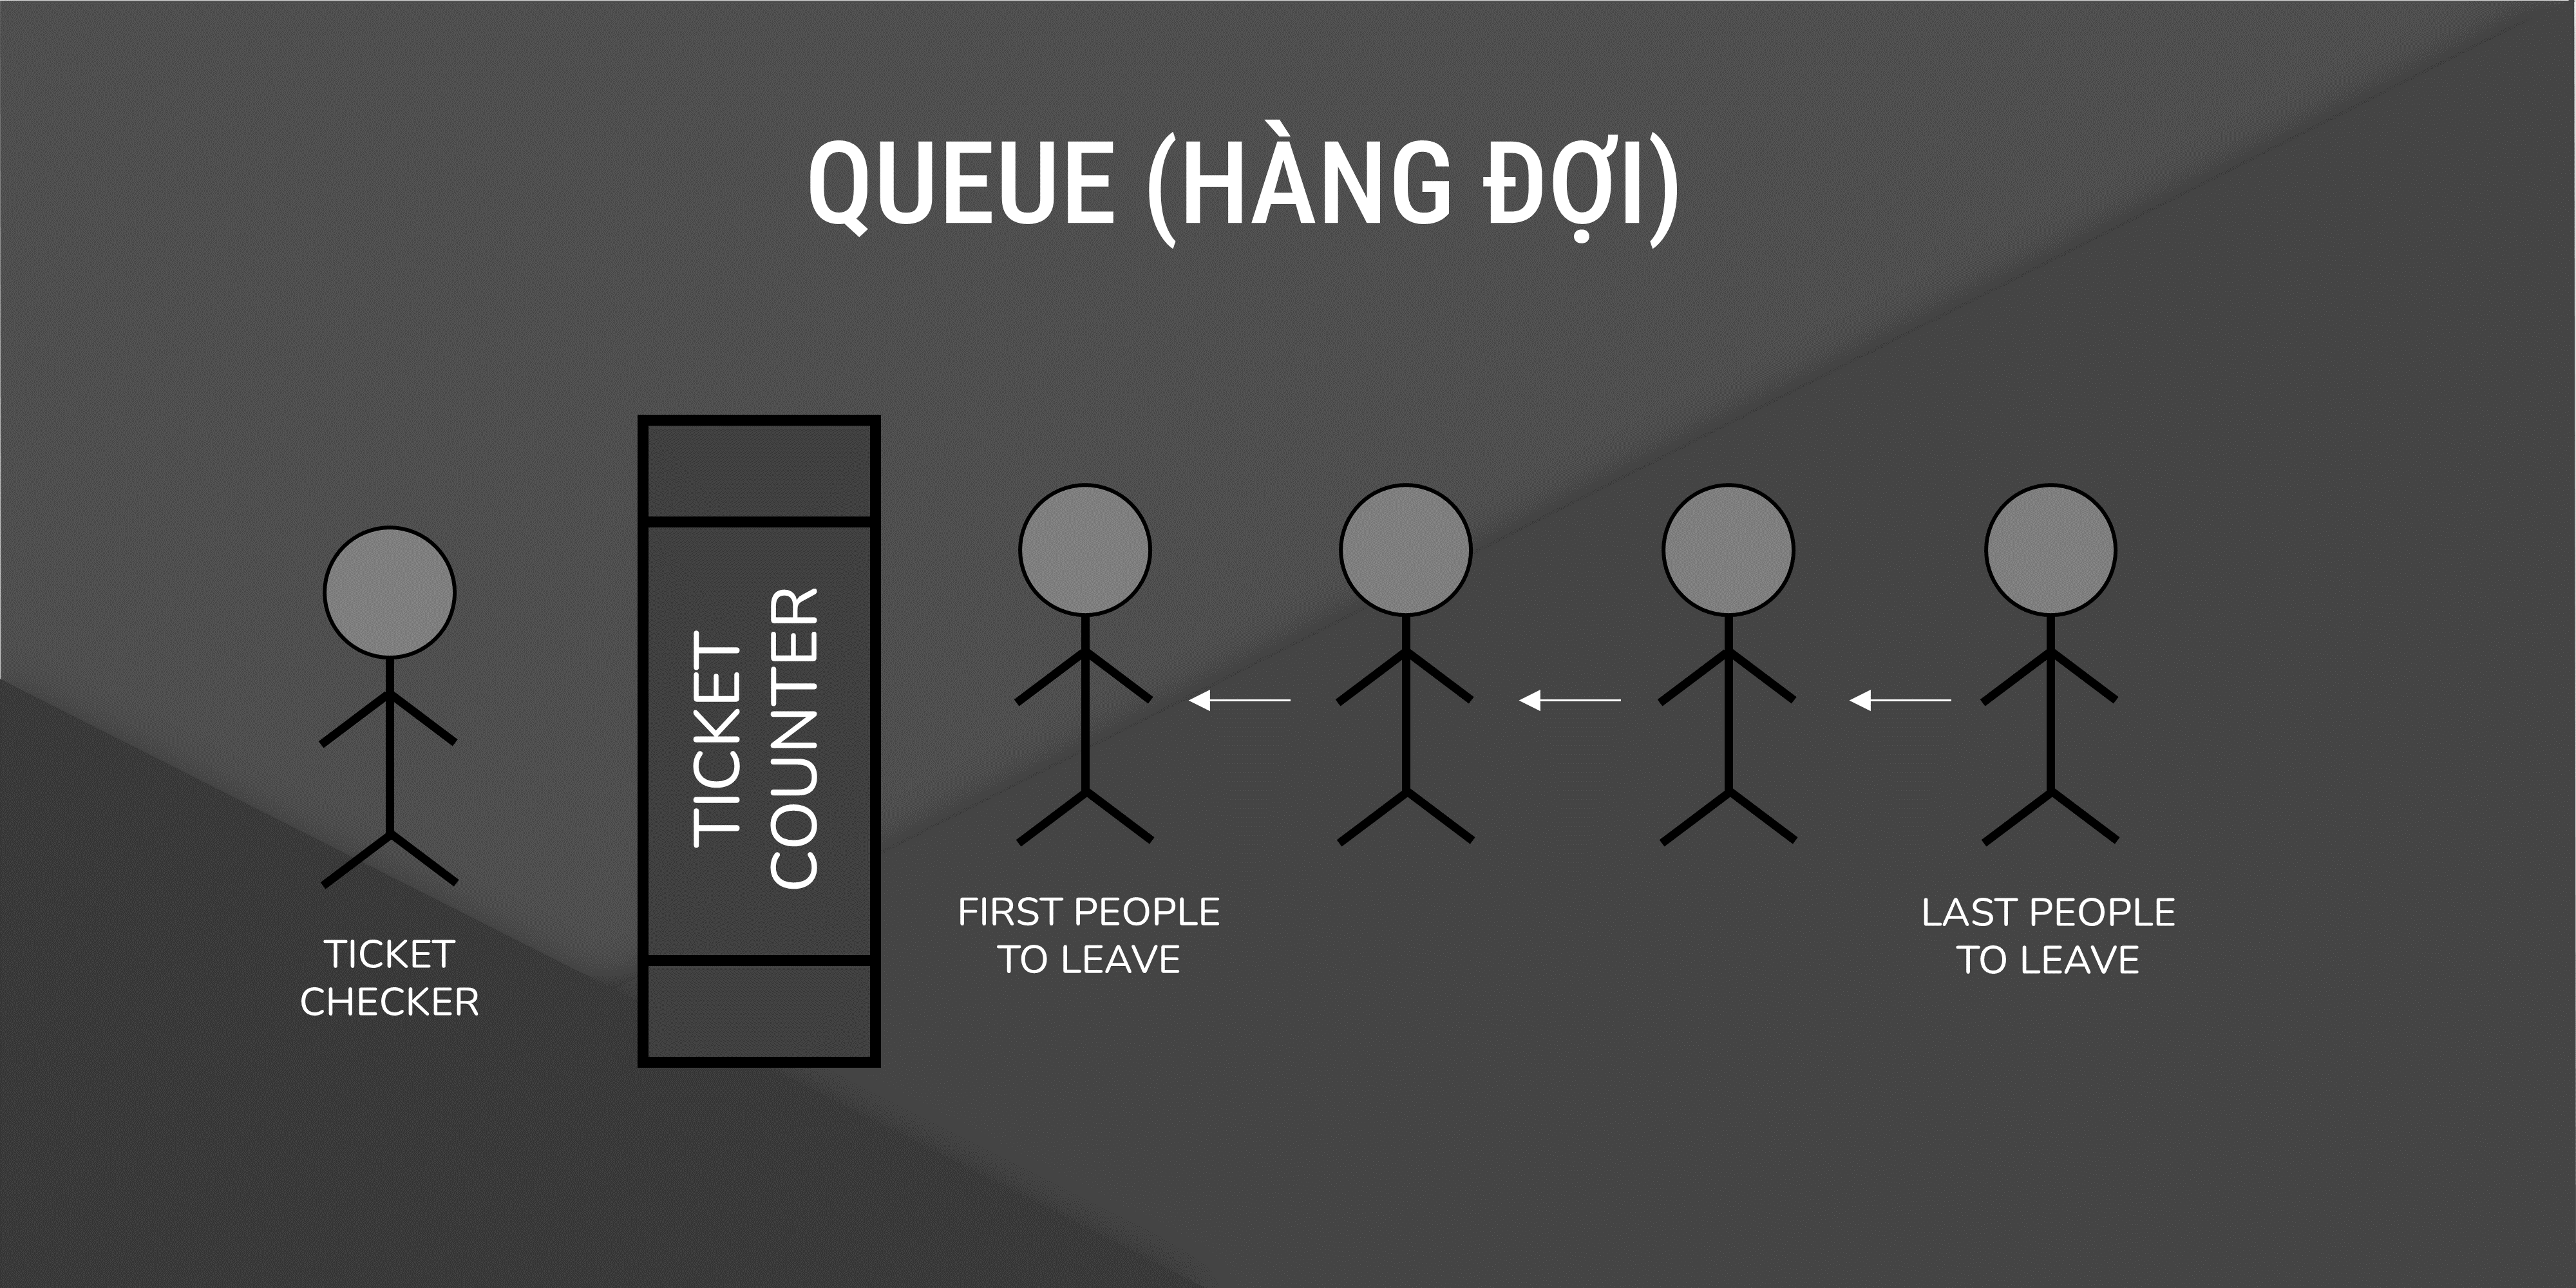 QUEUE (HÀNG ĐỢI)
TICKET
COUNTER
FIRST PEOPLE
TO LEAVE
LAST PEOPLE
TO LEAVE
TICKET
CHECKER